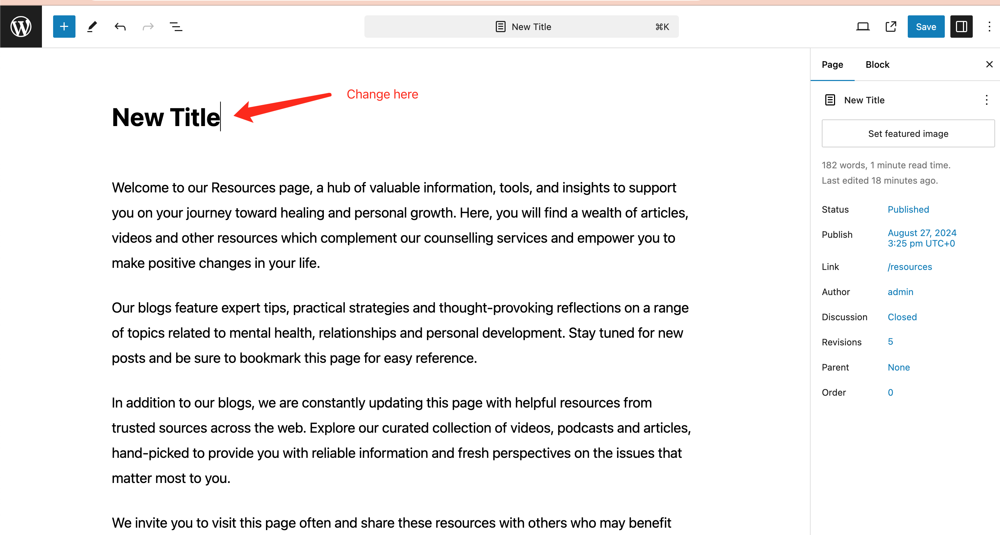 New Title ⌘K
Save
Page Block
Change here
New Title
Welcome to our Resources page, a hub of valuable information, tools, and insights to support
you on your journey toward healing and personal growth. Here, you will find a wealth of articles,
videos and other resources which complement our counselling services and empower you to
make positive changes in your life.
Our blogs feature expert tips, practical strategies and thought-provoking reflections on a range
of topics related to mental health, relationships and personal development. Stay tuned for new
posts and be sure to bookmark this page for easy reference.
In addition to our blogs, we are constantly updating this page with helpful resources from
trusted sources across the web. Explore our curated collection of videos, podcasts and articles,
hand-picked to provide you with reliable information and fresh perspectives on the issues that
matter most to you.
We invite you to visit this page often and share these resources with others who may benefit
New Title
Set featured image
182 words, 1 minute read time.
Last edited 18 minutes ago.
Status Published
Publish August 27, 2024
3:25 pm UTC+0
Link /resources
Author admin
Discussion Closed
Revisions 5
Parent None
Order 0